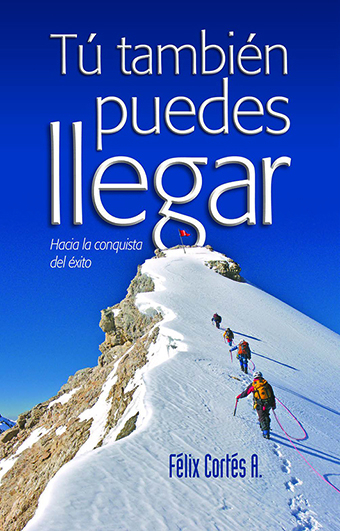 Tú también
puedes
llegar
Hacia la conquista
del éxito
Félix Cortés A.